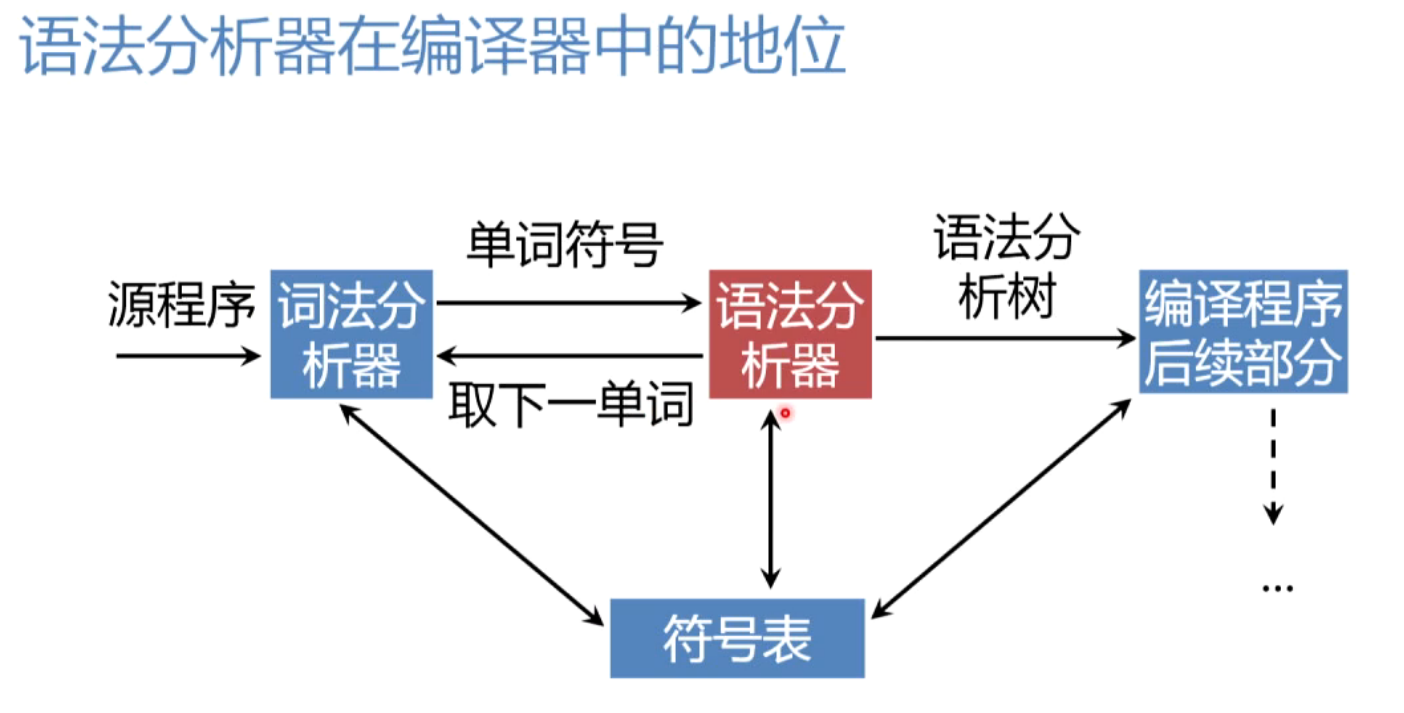 语法分析器在编译器中的地位
单词符号
语法分
析树
源程序
词法分
析器
语法分
析器
编译程序
后续部分
取下一单词
...
符号表